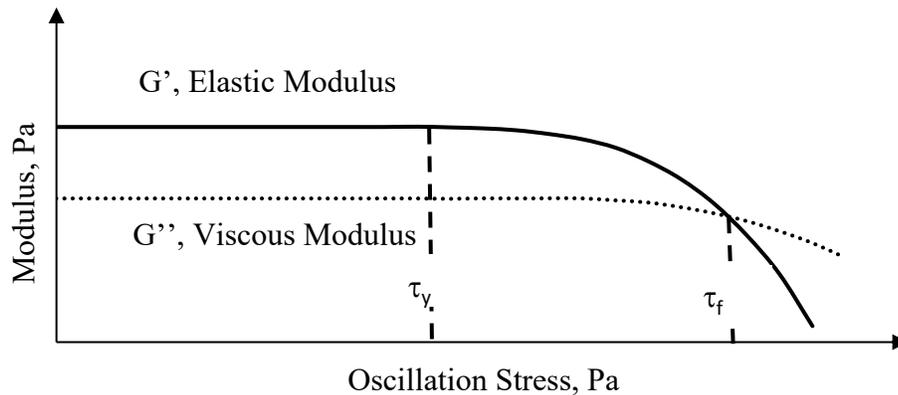 G’, Elastic Modulus
Modulus, Pa
G’’, Viscous Modulus
τy
τf
Oscillation Stress, Pa